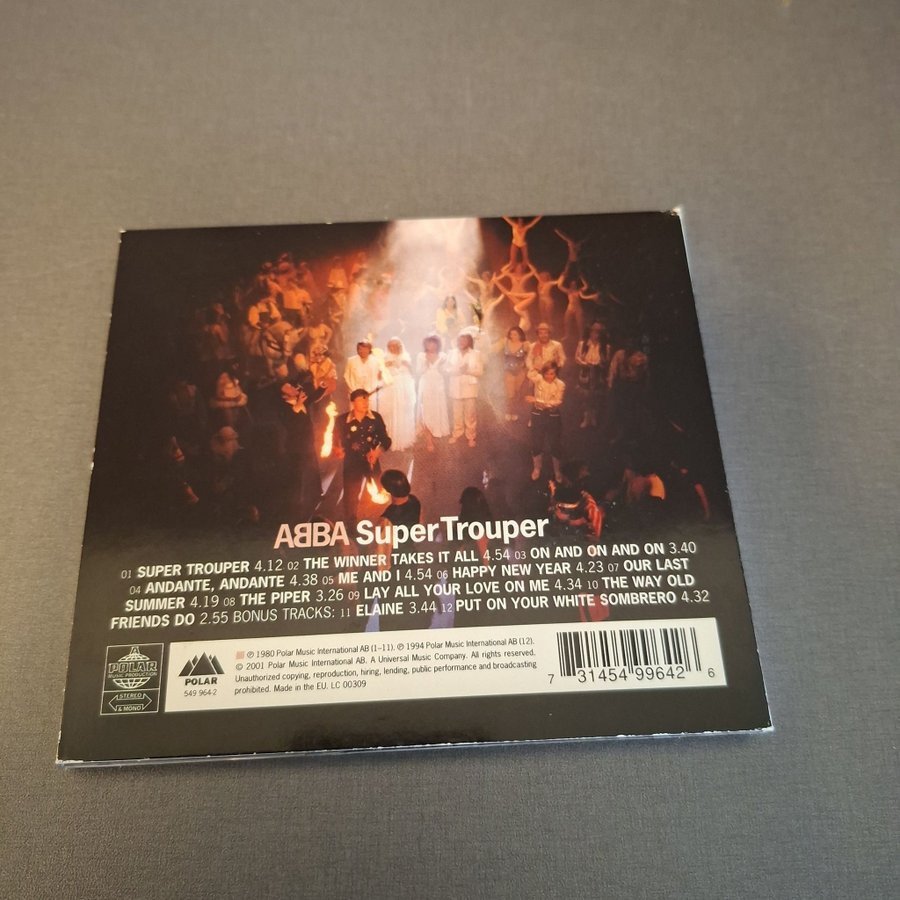 ABBA Super Trouper
01 SUPER TROUPER 4.12 02 THE WINNER TAKES IT ALL 4.54 03 ON AND ON AND ON 3.40
04 ANDANTE, ANDANTE 4.38 05 ME AND I 4.54 06 HAPPY NEW YEAR 4.23 07 OUR LAST
SUMMER 4.19 08 THE PIPER 3.26 09 LAY ALL YOUR LOVE ON ME 4.34 10 THE WAY OLD
FRIENDS DO 2.55 BONUS TRACKS: 11 ELAINE 3.44 12 PUT ON YOUR WHITE SOMBRERO 4.32
A
POLAR
MUSIC PRODUCTION
STEREO
& MONO
POLAR
549 964-2
℗ 1980 Polar Music International AB (1–11). ℗ 1994 Polar Music International AB (12).
© 2001 Polar Music International AB. A Universal Music Company. All rights reserved.
Unauthorized copying, reproduction, hiring, lending, public performance and broadcasting
prohibited. Made in the EU. LC 00309
7 31454 99642 6